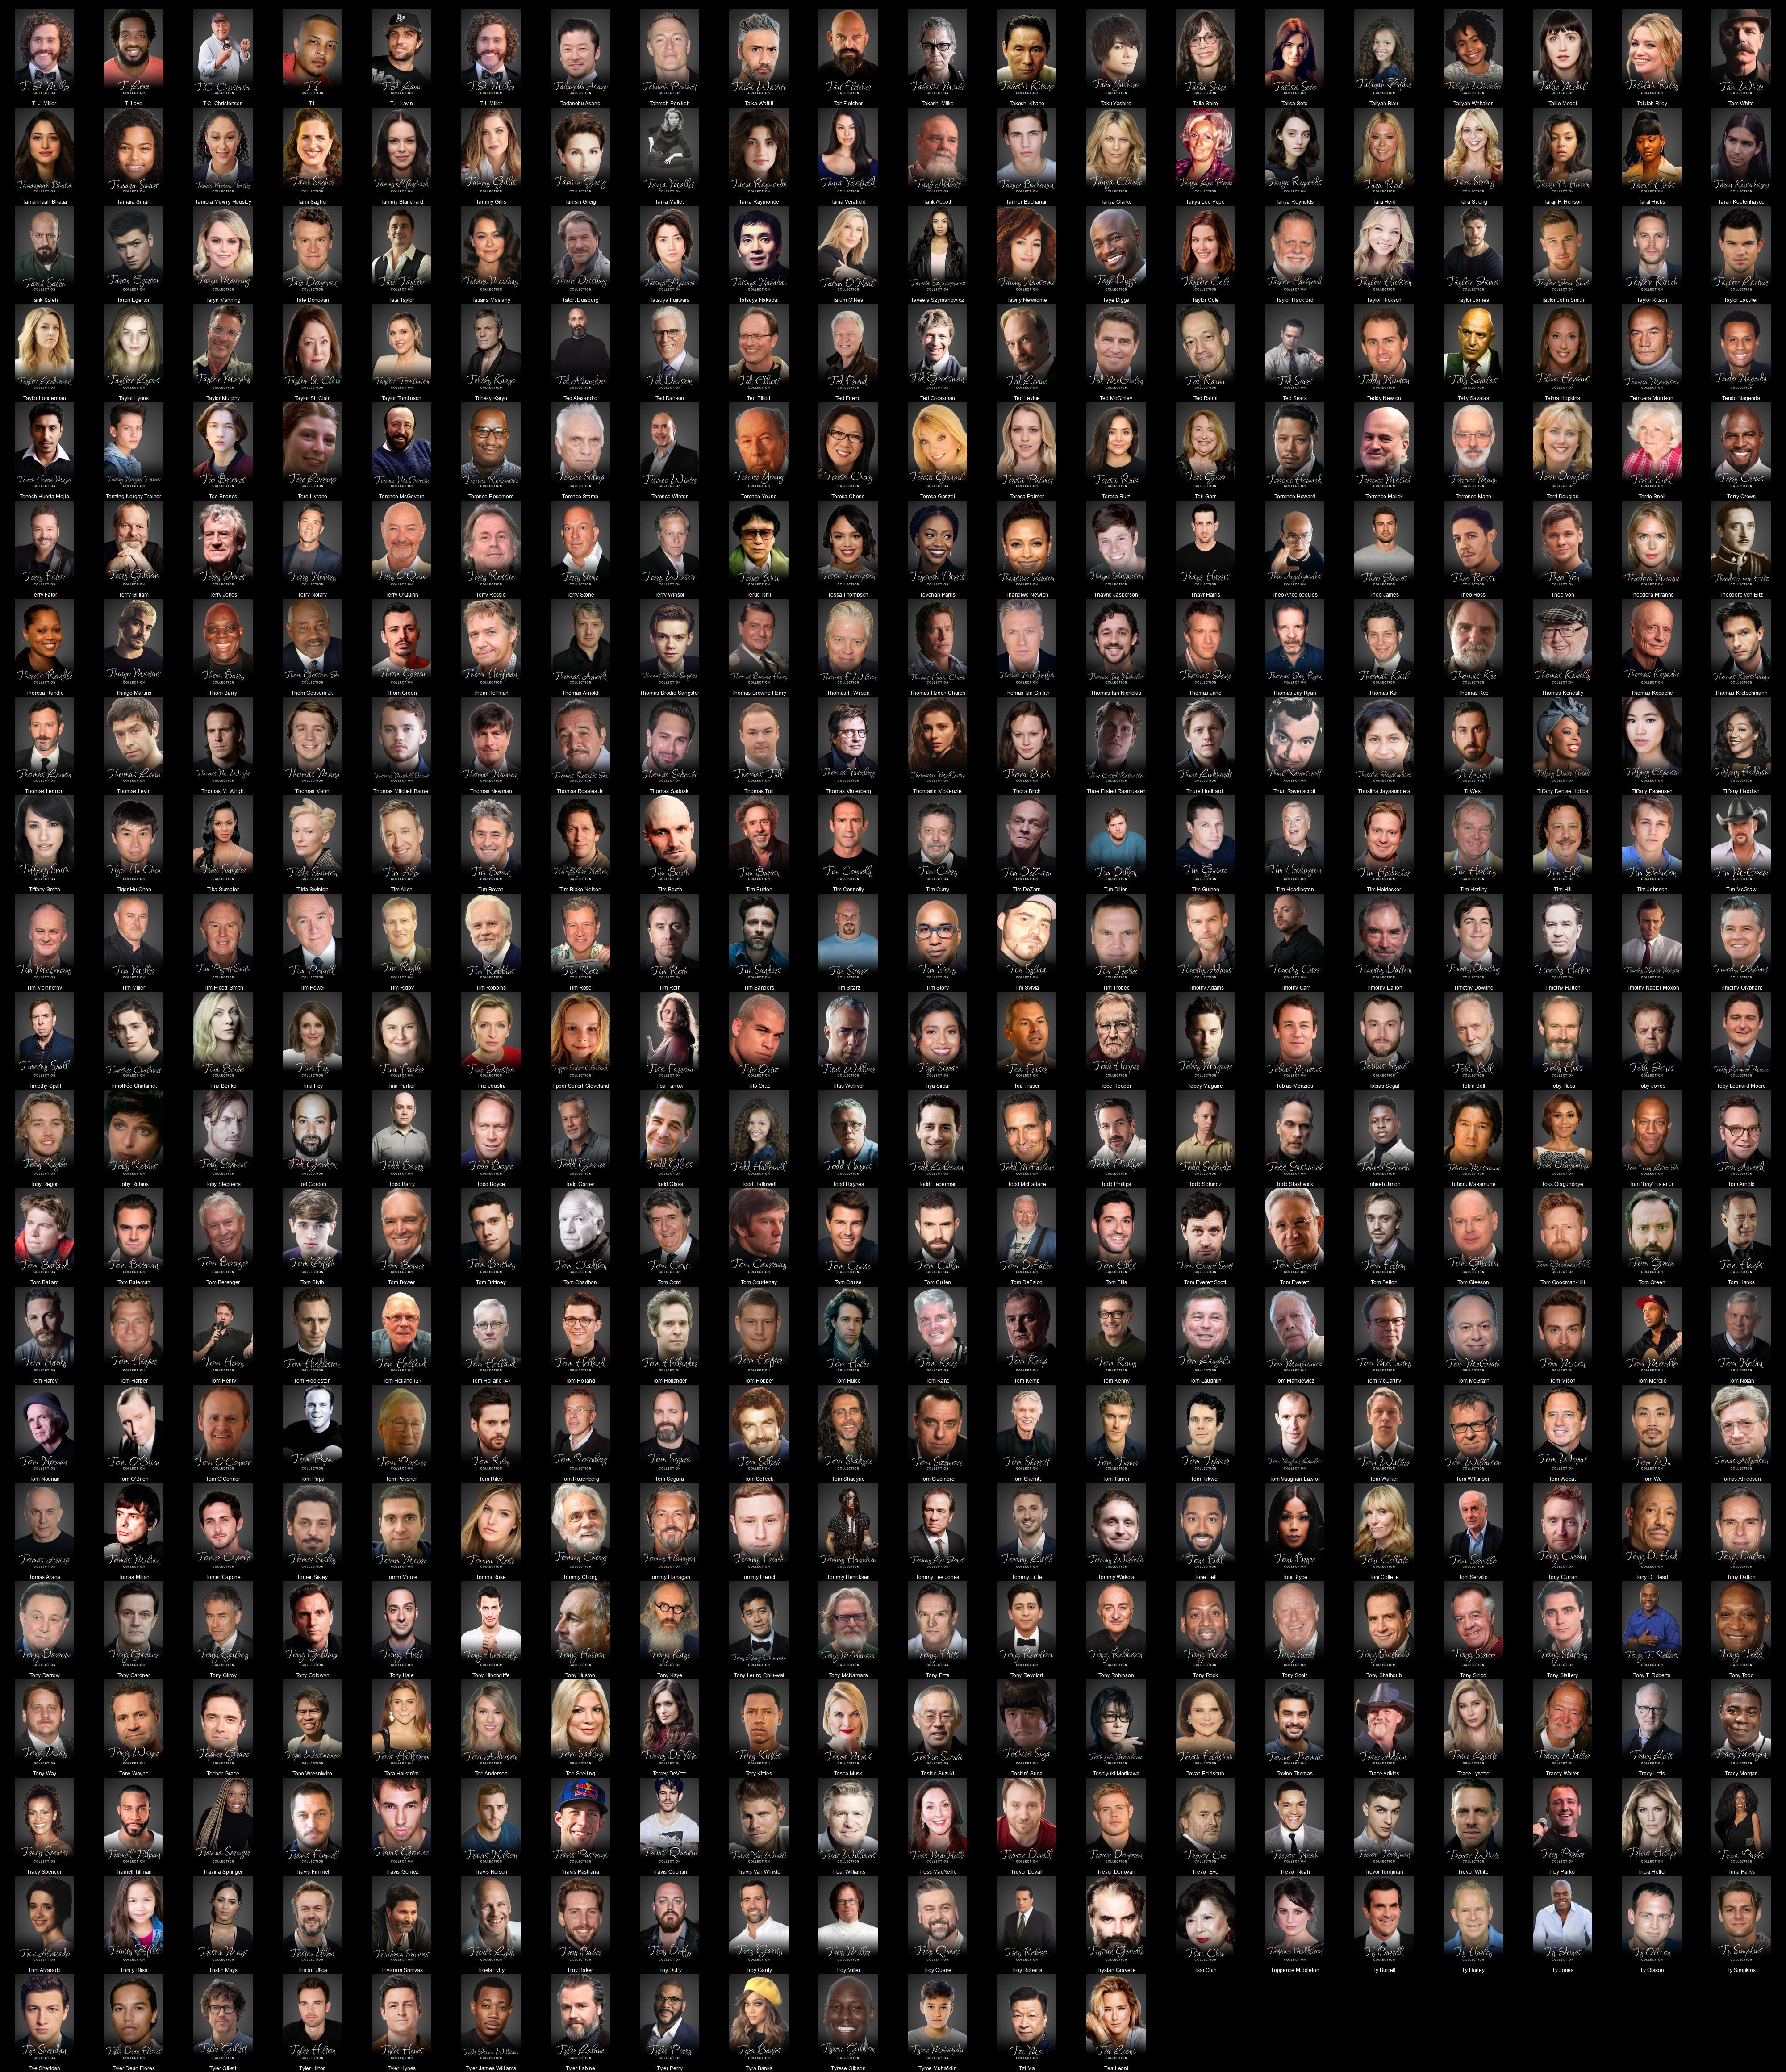 T. J. Miller T. Love T.C. Christensen T.I. T.J. Lavin T.J. Miller Tadanobu Asano Tahmoh Penikett Taika Waititi Tait Fletcher Takashi Miike Takeshi Kitano Taku Yashiro Talia Shire Talisa Soto Taliyah Blair Taliyah Whitaker Tallie Medel Talulah Riley Tam White
Tamannaah Bhatia Tamara Smart Tamera Mowry-Housley Tami Sagher Tammy Blanchard Tammy Gillis Tamsin Greig Tania Mallet Tania Raymonde Tania Verafield Tank Abbott Tanner Buchanan Tanya Clarke Tanya Lee Pope Tanya Reynolds Tara Reid Tara Strong Taraji P. Henson Taral Hicks Taran Kootenhayoo
Tarik Saleh Taron Egerton Taryn Manning Tate Donovan Tate Taylor Tatiana Maslany Tatort Duisburg Tatsuya Fujiwara Tatsuya Nakadai Tatum O'Neal Taveeta Szymanowicz Tawny Newsome Taye Diggs Taylor Cole Taylor Hackford Taylor Hickson Taylor James Taylor John Smith Taylor Kitsch Taylor Lautner
Taylor Louderman Taylor Lyons Taylor Murphy Taylor St. Clair Taylor Tomlinson Tchéky Karyo Ted Alexandro Ted Danson Ted Elliott Ted Friend Ted Grossman Ted Levine Ted McGinley Ted Raimi Ted Sears Teddy Newton Telly Savalas Telma Hopkins Temuera Morrison Tendo Nagenda
Tenoch Huerta Mejía Tenzing Norgay Trainor Teo Briones Tere Livrano Terence McGovern Terence Rosemore Terence Stamp Terence Winter Terence Young Teresa Cheng Teresa Ganzel Teresa Palmer Teresa Ruiz Teri Garr Terrence Howard Terrence Malick Terrence Mann Terri Douglas Terrie Snell Terry Crews
Terry Fator Terry Gilliam Terry Jones Terry Notary Terry O'Quinn Terry Rossio Terry Stone Terry Winsor Teruo Ishii Tessa Thompson Teyonah Parris Thandiwe Newton Thayne Jasperson Thayr Harris Theo Angelopoulos Theo James Theo Rossi Theo Von Theodora Miranne Theodore von Eltz
Theresa Randle Thiago Martins Thom Barry Thom Gossom Jr. Thom Green Thom Hoffman Thomas Arnold Thomas Brodie-Sangster Thomas Browne Henry Thomas F. Wilson Thomas Haden Church Thomas Ian Griffith Thomas Ian Nicholas Thomas Jane Thomas Jay Ryan Thomas Kail Thomas Kee Thomas Keneally Thomas Kopache Thomas Kretschmann
Thomas Lennon Thomas Levin Thomas M. Wright Thomas Mann Thomas Mitchell Barnet Thomas Newman Thomas Rosales Jr. Thomas Sadoski Thomas Tull Thomas Vinterberg Thomasin McKenzie Thora Birch Thue Ersted Rasmussen Thure Lindhardt Thurl Ravenscroft Thusitha Jayasundera Ti West Tiffany Denise Hobbs Tiffany Espensen Tiffany Haddish
Tiffany Smith Tiger Hu Chen Tika Sumpter Tilda Swinton Tim Allen Tim Bevan Tim Blake Nelson Tim Booth Tim Burton Tim Connolly Tim Curry Tim DeZarn Tim Dillon Tim Guinee Tim Headington Tim Heidecker Tim Herlihy Tim Hill Tim Johnson Tim McGraw
Tim McInnerny Tim Miller Tim Pigott-Smith Tim Powell Tim Rigby Tim Robbins Tim Rose Tim Roth Tim Sanders Tim Sitarz Tim Story Tim Sylvia Tim Trobec Timothy Adams Timothy Carr Timothy Dalton Timothy Dowling Timothy Hutton Timothy Napier Moxon Timothy Olyphant
Timothy Spall Timothée Chalamet Tina Benko Tina Fey Tina Parker Tine Joustra Tipper Seifert-Cleveland Tisa Farrow Tito Ortiz Titus Welliver Tiya Sircar Toa Fraser Tobe Hooper Tobey Maguire Tobias Menzies Tobias Segal Tobin Bell Toby Huss Toby Jones Toby Leonard Moore
Toby Regbo Toby Robins Toby Stephens Tod Gordon Todd Barry Todd Boyce Todd Garner Todd Glass Todd Hallowell Todd Haynes Todd Lieberman Todd McFarlane Todd Phillips Todd Solondz Todd Stashwick Toheeb Jimoh Tohoru Masamune Toks Olagundoye Tom "Tiny" Lister Jr. Tom Arnold
Tom Ballard Tom Bateman Tom Berenger Tom Blyth Tom Bower Tom Brittney Tom Chadbon Tom Conti Tom Courtenay Tom Cruise Tom Cullen Tom DeFalco Tom Ellis Tom Everett Scott Tom Everett Tom Felton Tom Gleeson Tom Goodman-Hill Tom Green Tom Hanks
Tom Hardy Tom Harper Tom Henry Tom Hiddleston Tom Holland (2) Tom Holland (4) Tom Holland Tom Hollander Tom Hopper Tom Hulce Tom Kane Tom Kemp Tom Kenny Tom Laughlin Tom Mankiewicz Tom McCarthy Tom McGrath Tom Mison Tom Morello Tom Nolan
Tom Noonan Tom O'Brien Tom O'Connor Tom Papa Tom Pevsner Tom Riley Tom Rosenberg Tom Segura Tom Selleck Tom Shadyac Tom Sizemore Tom Skerritt Tom Turner Tom Tykwer Tom Vaughan-Lawlor Tom Walker Tom Wilkinson Tom Wopat Tom Wu Tomas Alfredson
Tomas Arana Tomas Milian Tomer Capone Tomer Sisley Tomm Moore Tommi Rose Tommy Chong Tommy Flanagan Tommy French Tommy Henriksen Tommy Lee Jones Tommy Little Tommy Wirkola Tone Bell Toni Bryce Toni Collette Toni Servillo Tony Curran Tony D. Head Tony Dalton
Tony Darrow Tony Gardner Tony Gilroy Tony Goldwyn Tony Hale Tony Hinchcliffe Tony Huston Tony Kaye Tony Leung Chiu-wai Tony McNamara Tony Pitts Tony Revolori Tony Robinson Tony Rock Tony Scott Tony Shalhoub Tony Sirico Tony Slattery Tony T. Roberts Tony Todd
Tony Way Tony Wayne Topher Grace Topo Wresniwiro Tora Hallström Tori Anderson Tori Spelling Torrey DeVitto Tory Kittles Tosca Musk Toshio Suzuki Toshirô Suga Toshiyuki Morikawa Tovah Feldshuh Tovino Thomas Trace Adkins Trace Lysette Tracey Walter Tracy Letts Tracy Morgan
Tracy Spencer Tramell Tillman Travina Springer Travis Fimmel Travis Gomez Travis Nelson Travis Pastrana Travis Quentin Travis Van Winkle Treat Williams Tress MacNeille Trevor Devall Trevor Donovan Trevor Eve Trevor Noah Trevor Tordjman Trevor White Trey Parker Tricia Helfer Trina Parks
Trini Alvarado Trinity Bliss Tristin Mays Tristán Ulloa Trivikram Srinivas Troels Lyby Troy Baker Troy Duffy Troy Garity Troy Miller Troy Quane Troy Roberts Trystan Gravelle Tsai Chin Tuppence Middleton Ty Burrell Ty Hurley Ty Jones Ty Olsson Ty Simpkins
Tye Sheridan Tyler Dean Flores Tyler Gillett Tyler Hilton Tyler Hynes Tyler James Williams Tyler Labine Tyler Perry Tyra Banks Tyrese Gibson Tyroe Muhafidin Tzi Ma Téa Leoni